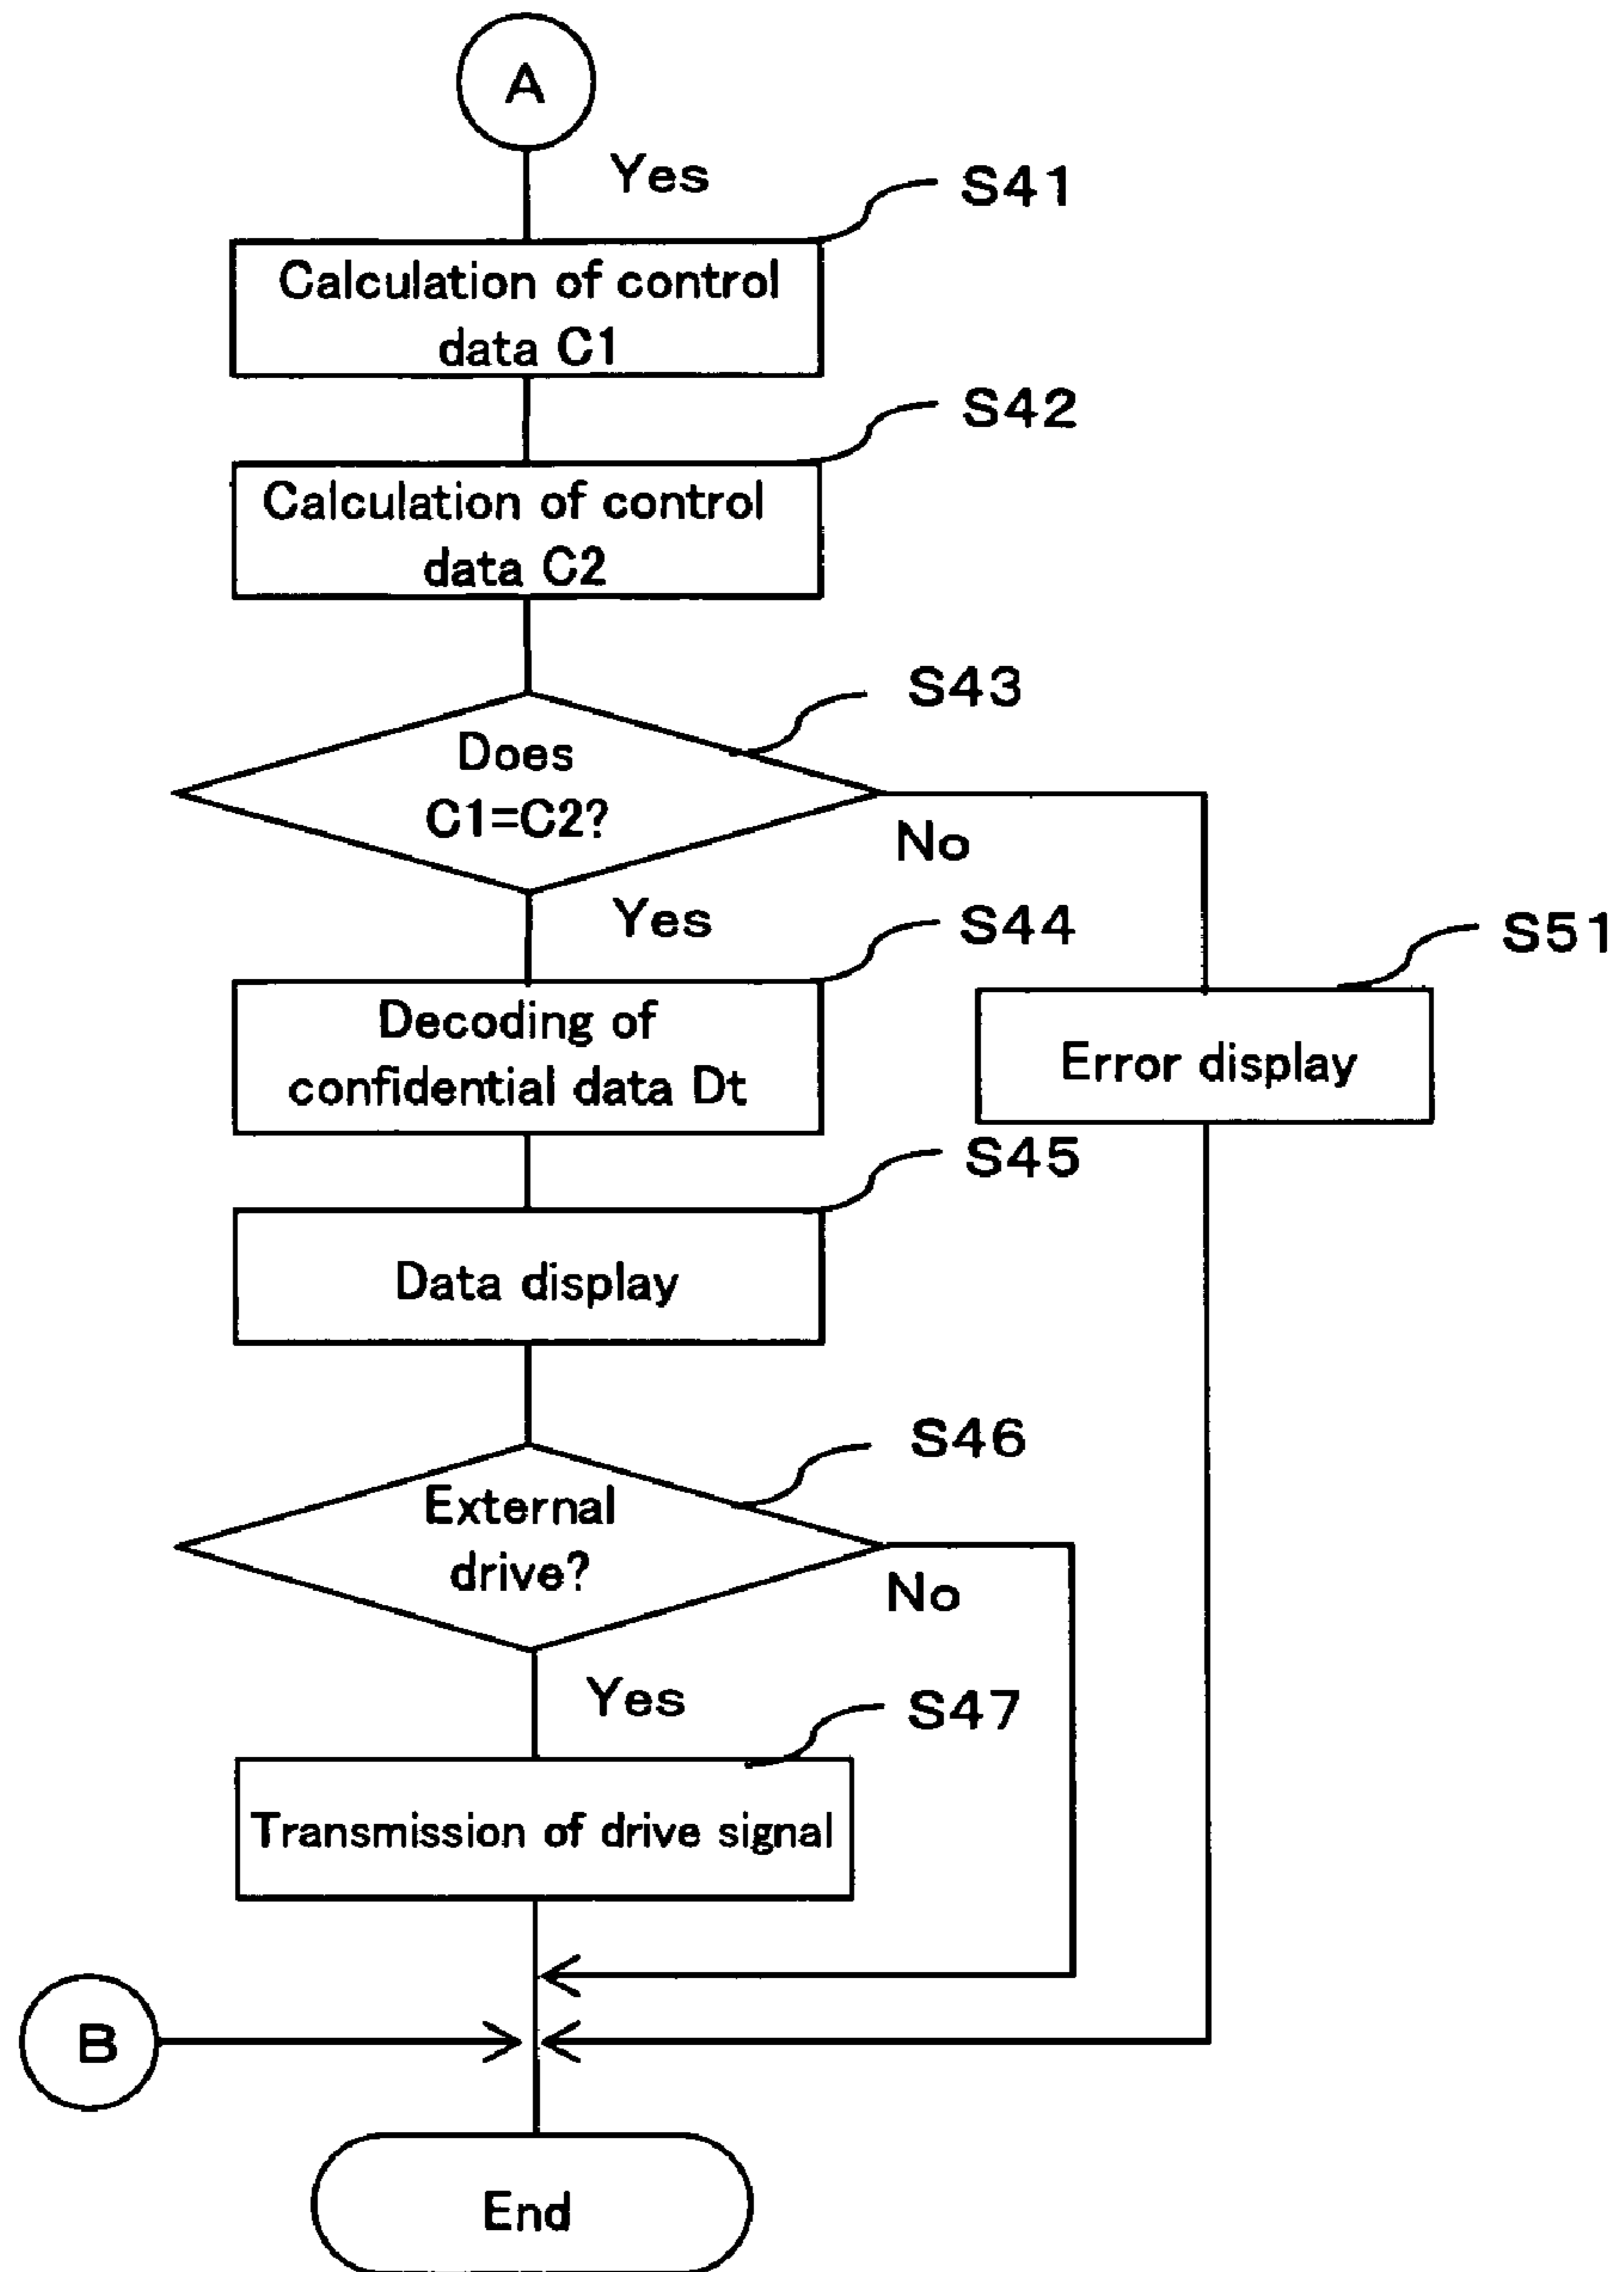 A
Yes
S41
Calculation of control
data C1
S42
Calculation of control
data C2
S43
Does
C1=C2?
No
Yes
S44
S51
Decoding of
confidential data Dt
Error display
S45
Data display
S46
External
drive?
No
Yes
S47
Transmission of drive signal
B
End